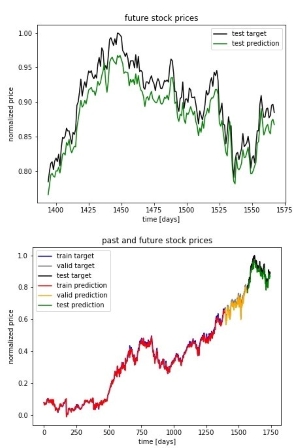 future stock prices
test target
test prediction
1.00
0.95
0.90
0.85
0.80
normalized price
1400 1425 1450 1475 1500 1525 1550 1575
time [days]
past and future stock prices
train target
valid target
test target
train prediction
valid prediction
test prediction
1.0
0.8
0.6
0.4
0.2
0.0
normalized price
0 250 500 750 1000 1250 1500 1750
time [days]